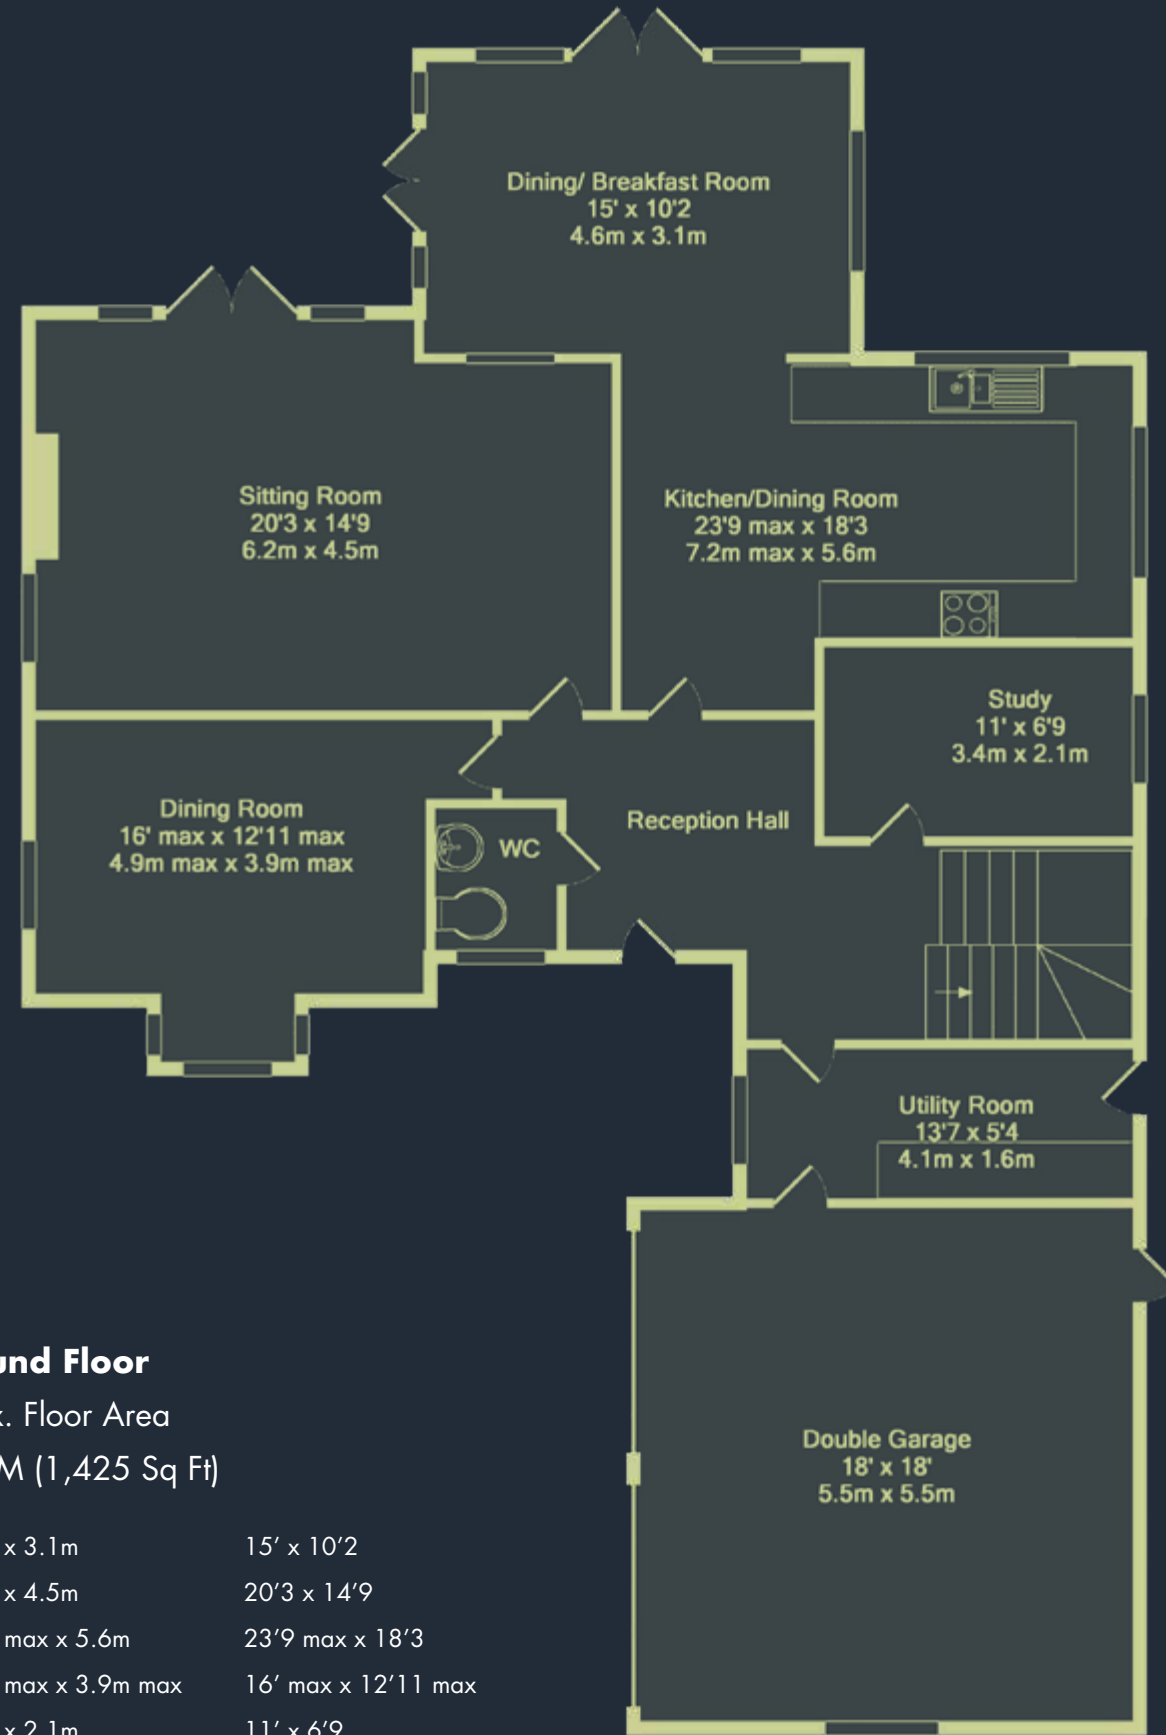 Dining/ Breakfast Room
15' x 10'2
4.6m x 3.1m
Sitting Room
20'3 x 14'9
6.2m x 4.5m
Kitchen/Dining Room
23'9 max x 18'3
7.2m max x 5.6m
Study
11' x 6'9
3.4m x 2.1m
Dining Room
16' max x 12'11 max
4.9m max x 3.9m max
WC
Reception Hall
Utility Room
13'7 x 5'4
4.1m x 1.6m
Double Garage
18' x 18'
5.5m x 5.5m
Floor
Floor Area
(1,425 Sq Ft)
x 3.1m 15’ x 10’2
x 4.5m 20’3 x 14’9
max x 5.6m 23’9 max x 18’3
max x 3.9m max 16’ max x 12’11 max
x 2.1m 11’ x 6’9